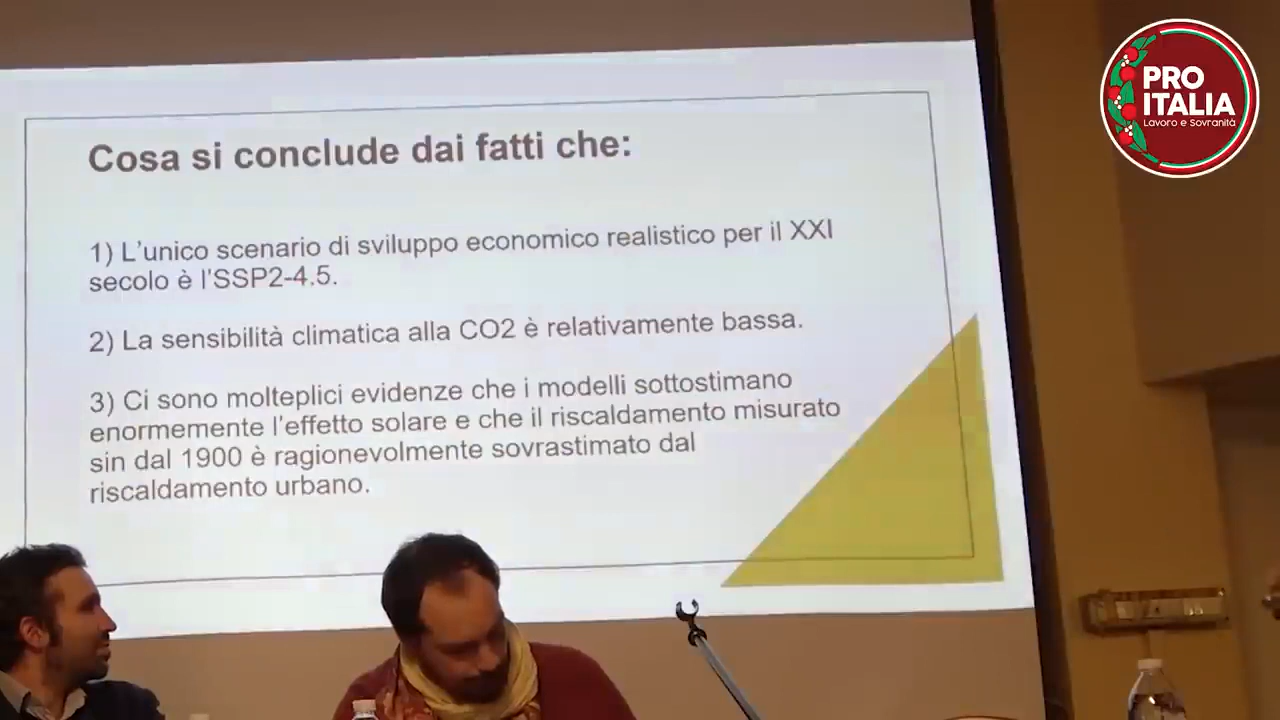 PRO
ITALIA
Lavoro e Sovranità
Cosa si conclude dai fatti che:
1) L'unico scenario di sviluppo economico realistico per il XXI
secolo è l'SSP2-4.5.
2) La sensibilità climatica alla CO2 è relativamente bassa.
3) Ci sono molteplici evidenze che i modelli sottostimano
enormemente l'effetto solare e che il riscaldamento misurato
sin dal 1900 è ragionevolmente sovrastimato dal
riscaldamento urbano.